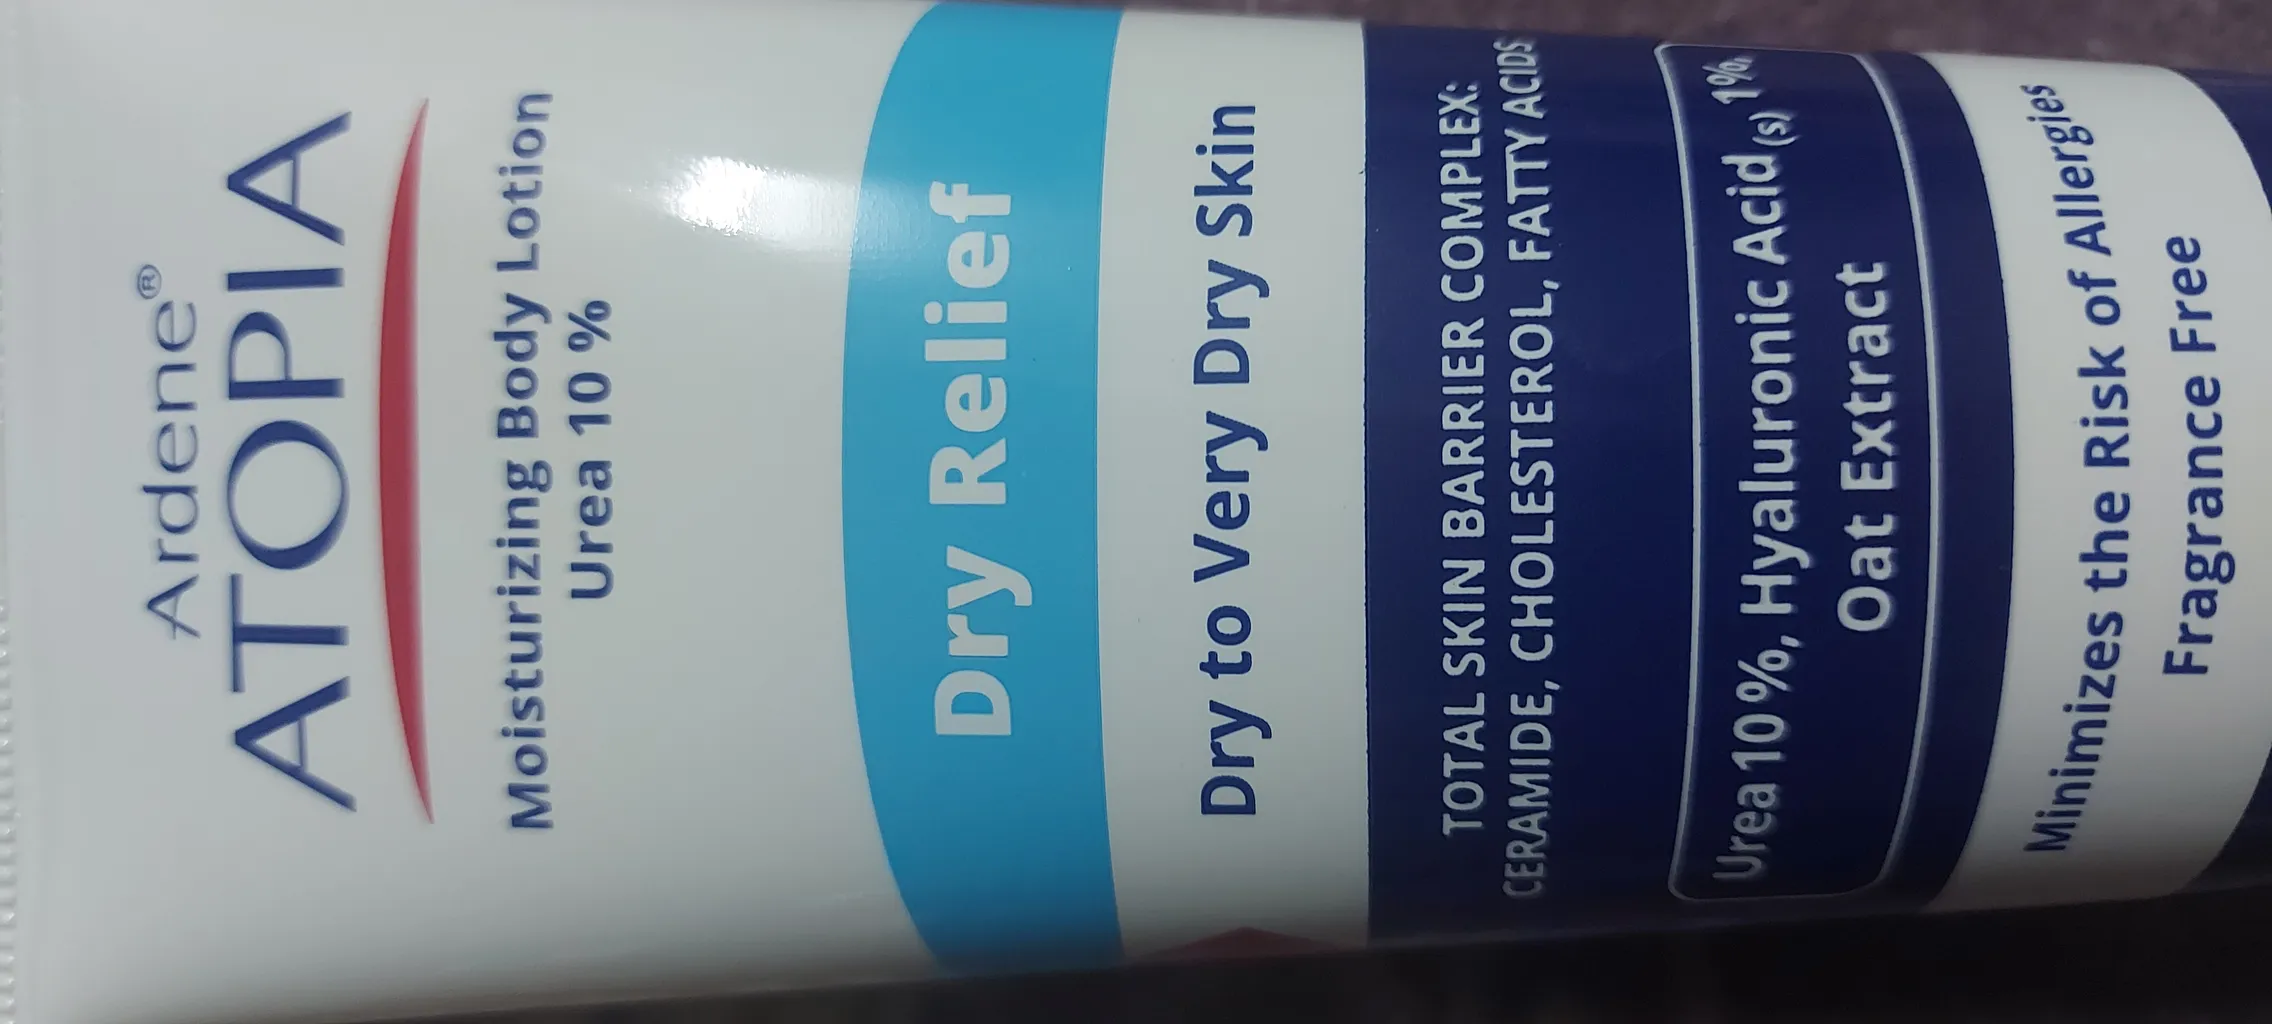 Ardene®
ATOPIA
Moisturizing Body Lotion
Urea 10 %
Dry Relief
Dry to Very Dry Skin
TOTAL SKIN BARRIER COMPLEX:
CERAMIDE, CHOLESTEROL, FATTY ACIDS
Urea 10%, Hyaluronic Acid(s) 1%,
Oat Extract
Minimizes the Risk of Allergies
Fragrance Free